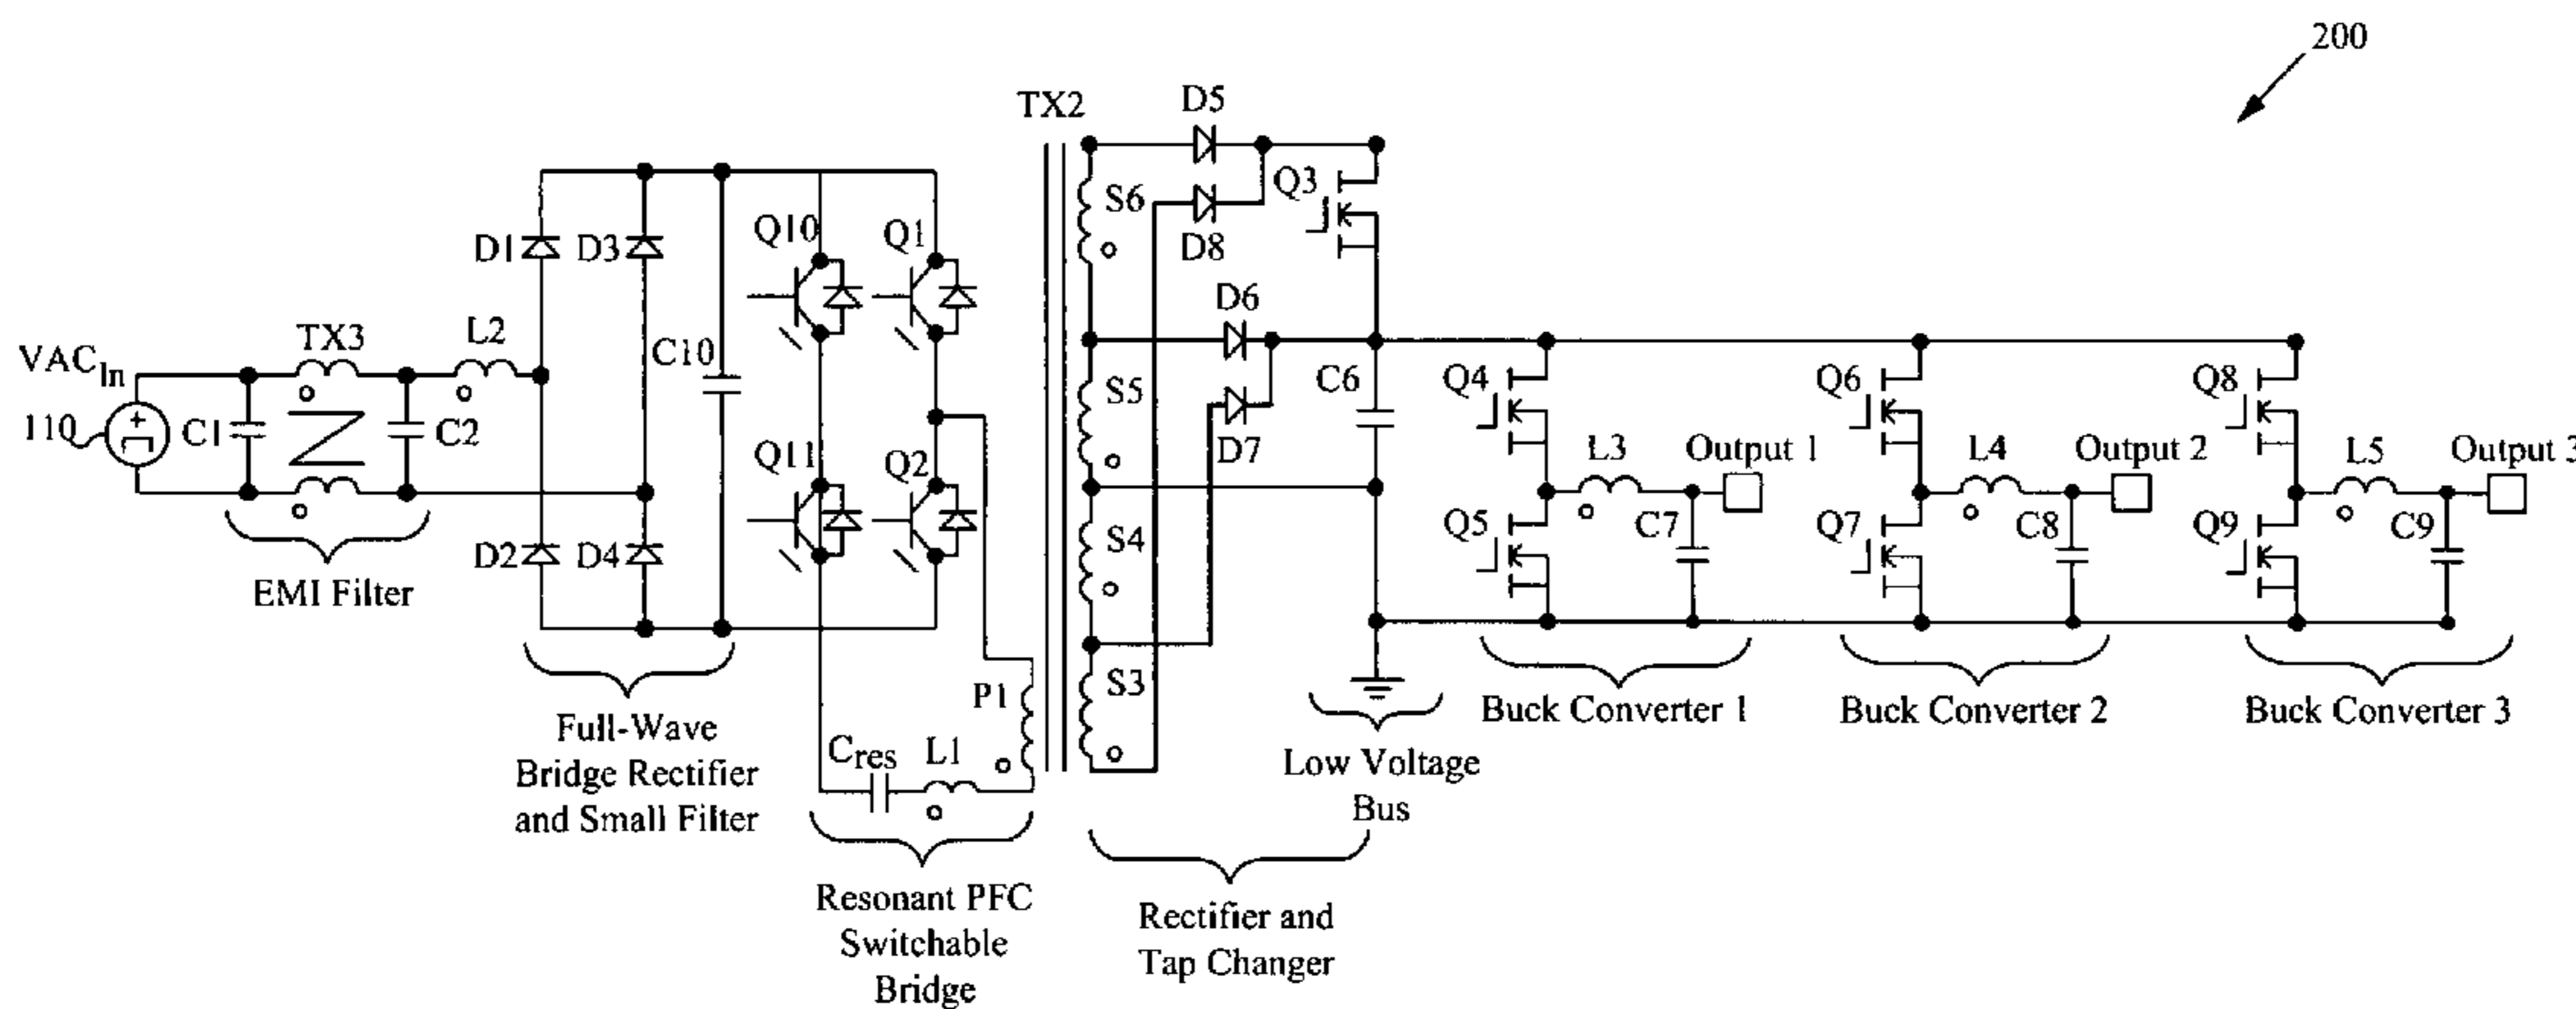 200
TX2
D5
S6
D8
Q3
Q10
Q1
D1
D3
D6
VAC In
TX3
L2
C10
S5
C6
D7
Q4
Q6
Q8
110
C1
C2
Q11
Q2
L3
Output 1
L4
Output 2
L5
Output 3
S4
Q5
C7
Q7
C8
Q9
C9
D2
D4
EMI Filter
P1
S3
Buck Converter 1
Buck Converter 2
Buck Converter 3
Full-Wave
Bridge Rectifier
and Small Filter
Cres
L1
Low Voltage
Bus
Resonant PFC
Switchable
Bridge
Rectifier and
Tap Changer